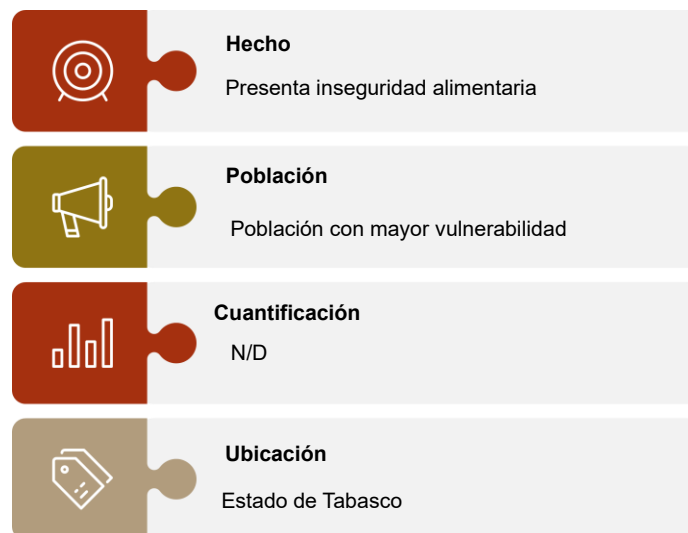 Hecho
Presenta inseguridad alimentaria
Población
Población con mayor vulnerabilidad
Cuantificación
N/D
Ubicación
Estado de Tabasco